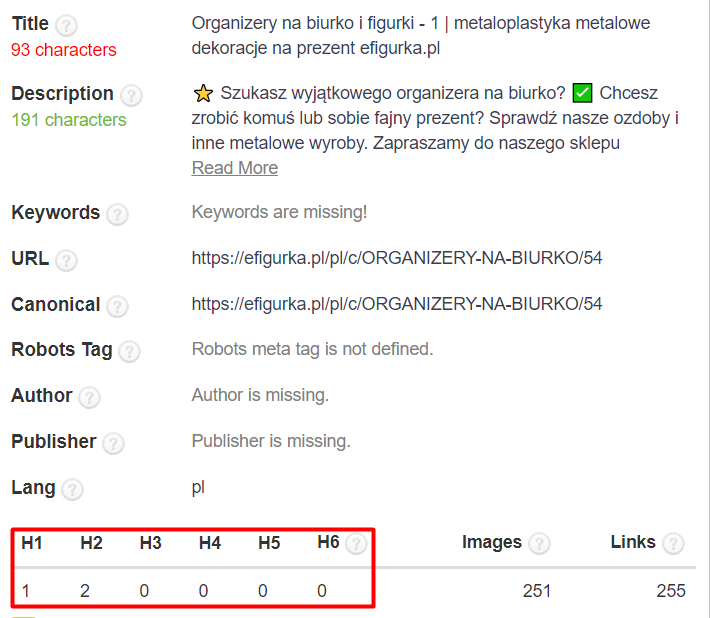 Title ? Organizery na biurko i figurki - 1 | metaloplastyka metalowe
93 characters dekoracje na prezent efigurka.pl
Description ? ⭐ Szukasz wyjątkowego organizera na biurko? ✅ Chcesz
191 characters zrobić komuś lub sobie fajny prezent? Sprawdź nasze ozdoby i
inne metalowe wyroby. Zapraszamy do naszego sklepu
Read More
Keywords ? Keywords are missing!
URL ? https://efigurka.pl/pl/c/ORGANIZERY-NA-BIURKO/54
Canonical ? https://efigurka.pl/pl/c/ORGANIZERY-NA-BIURKO/54
Robots Tag ? Robots meta tag is not defined.
Author ? Author is missing.
Publisher ? Publisher is missing.
Lang ? pl
H1 H2 H3 H4 H5 H6 ? Images ? Links ?
1 2 0 0 0 0 251 255